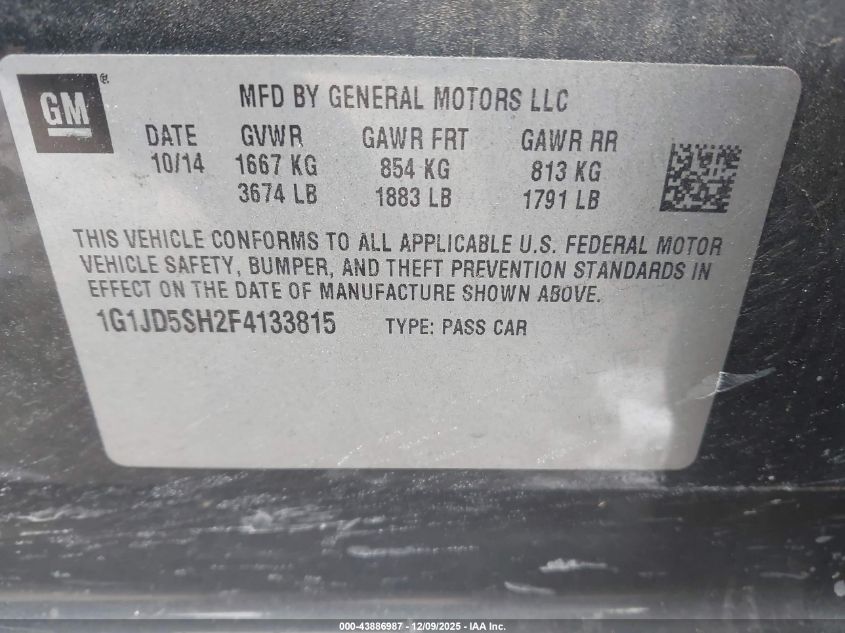 GM®
MFD BY GENERAL MOTORS LLC
DATE GVWR GAWR FRT GAWR RR
10/14 1667 KG 854 KG 813 KG
3674 LB 1883 LB 1791 LB
THIS VEHICLE CONFORMS TO ALL APPLICABLE U.S. FEDERAL MOTOR
VEHICLE SAFETY, BUMPER, AND THEFT PREVENTION STANDARDS IN
EFFECT ON THE DATE OF MANUFACTURE SHOWN ABOVE.
1G1JD5SH2F4133815 TYPE: PASS CAR
000-43886987 - 12/09/2025 - IAA Inc.